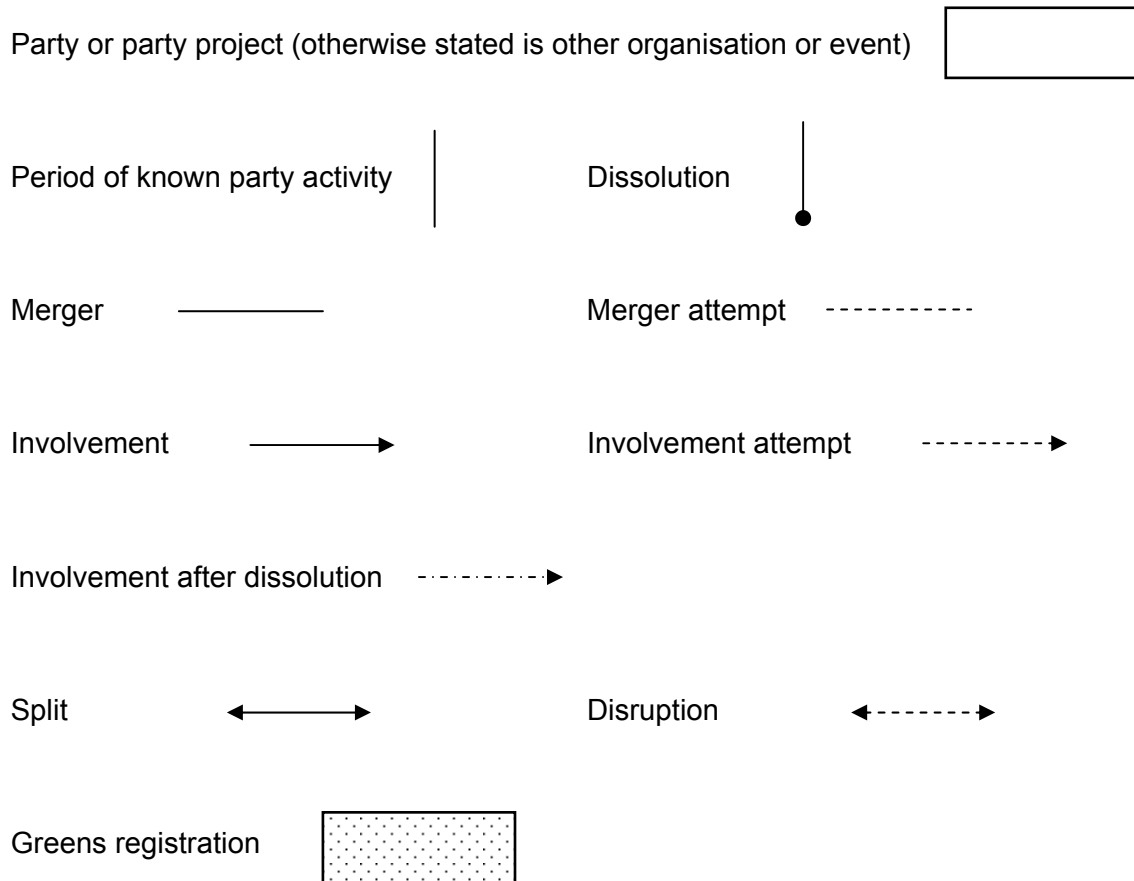 Party or party project (otherwise stated is other organisation or event)
Period of known party activity
Dissolution
Merger
Merger attempt
Involvement
Involvement attempt
Involvement after dissolution
Split
Disruption
Greens registration